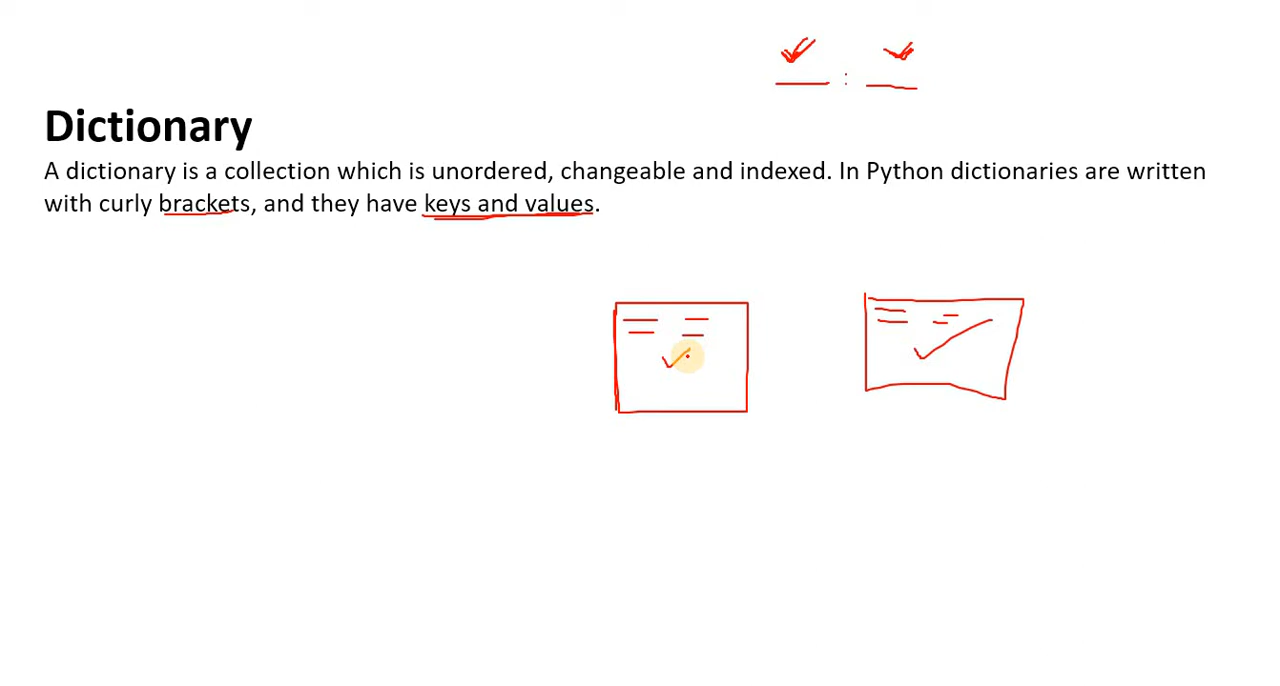 :
Dictionary
A dictionary is a collection which is unordered, changeable and indexed. In Python dictionaries are written
with curly brackets, and they have keys and values.